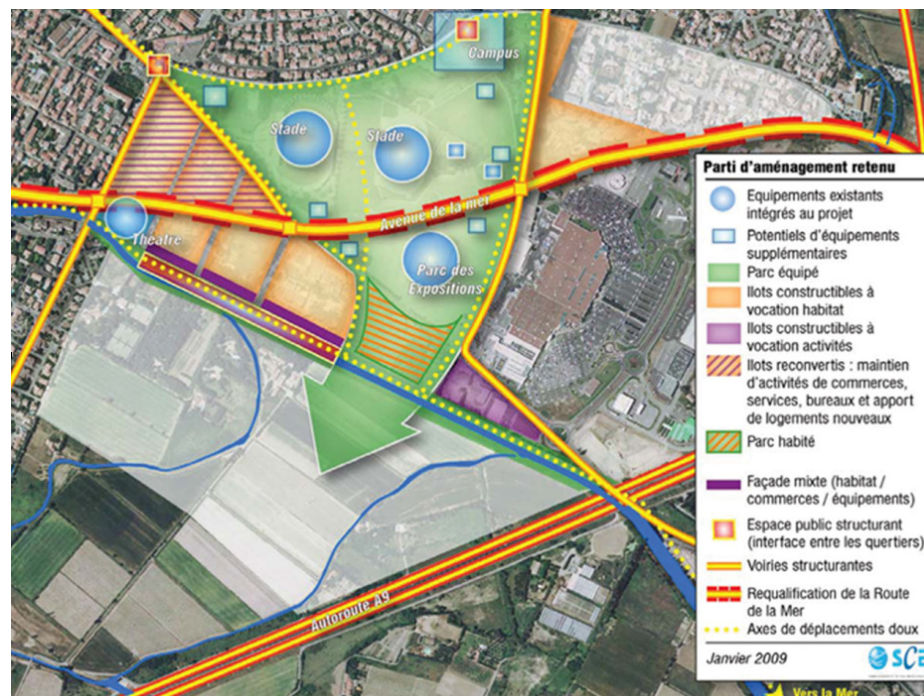 Campus
Stade
Stade
Avenue de la mer
Théatre
Parc des
Expositions
Autoroute A9
Vers la Mer
Parti d'aménagement retenu
Equipements existants
intégrés au projet
Potentiels d'équipements
supplémentaires
Parc équipé
Ilots constructibles à
vocation habitat
Ilots constructibles à
vocation activités
Ilots reconvertis : maintien
d'activités de commerces,
services, bureaux et apport
de logements nouveaux
Parc habité
Façade mixte (habitat /
commerces / équipements)
Espace public structurant
(interface entre les quertiers)
Voiries structurantes
Requalification de la Route
de la Mer
Axes de déplacements doux
Janvier 2009